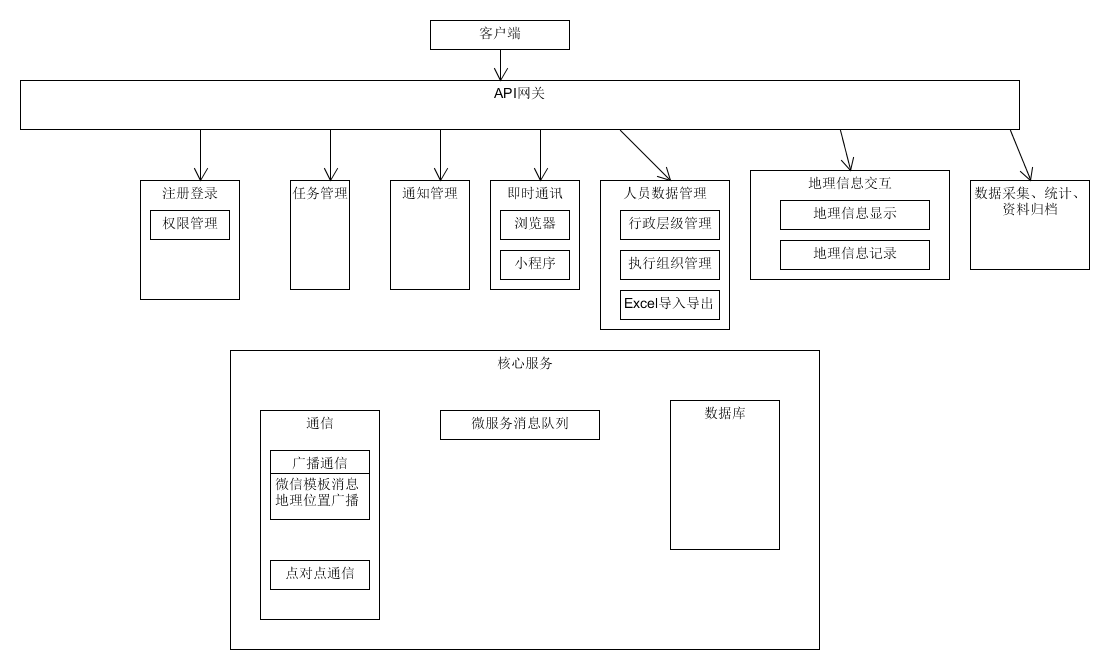 客户端
API网关
注册登录
权限管理
任务管理
通知管理
即时通讯
浏览器
小程序
人员数据管理
行政层级管理
执行组织管理
Excel导入导出
地理信息交互
地理信息显示
地理信息记录
数据采集、统计、
资料归档
核心服务
通信
广播通信
微信模板消息
地理位置广播
点对点通信
微服务消息队列
数据库